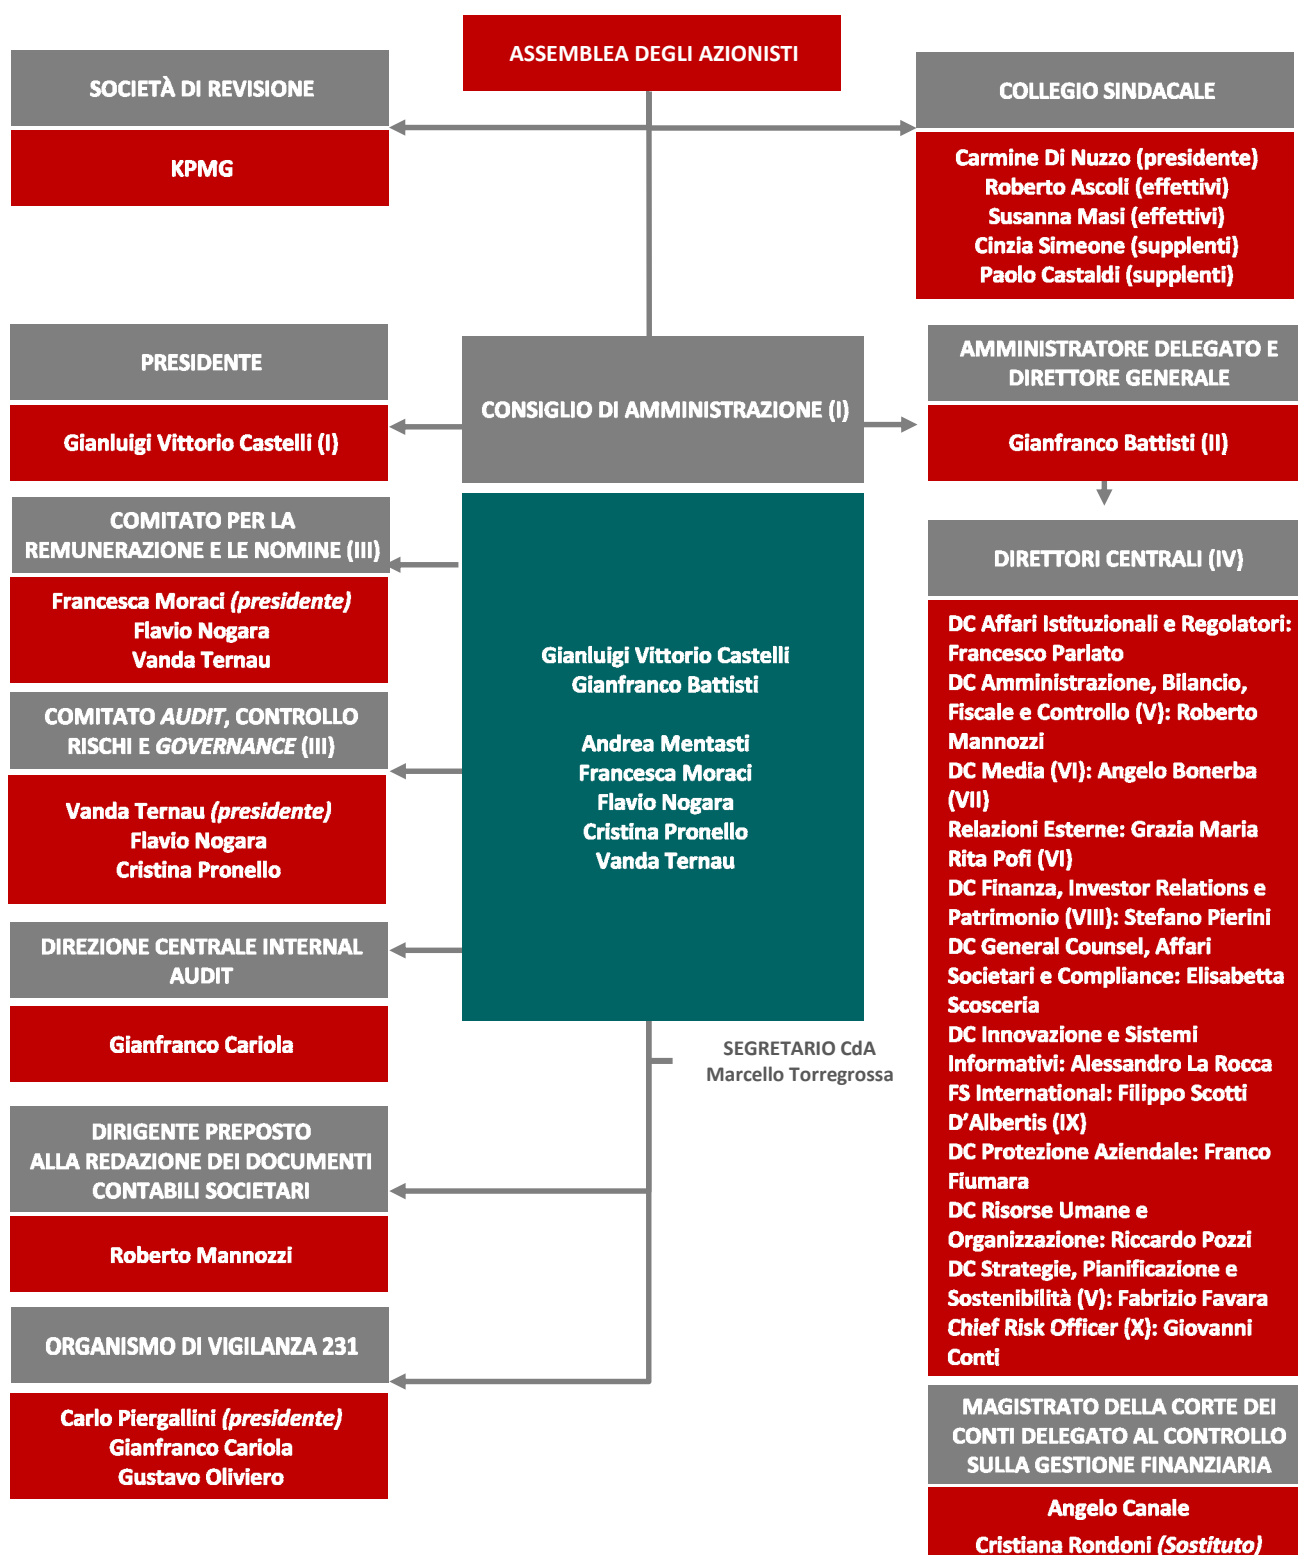 ASSEMBLEA DEGLI AZIONISTI
SOCIETÀ DI REVISIONE
KPMG
COLLEGIO SINDACALE
Carmine Di Nuzzo (presidente)
Roberto Ascoli (effettivi)
Susanna Masi (effettivi)
Cinzia Simeone (supplenti)
Paolo Castaldi (supplenti)
PRESIDENTE
Gianluigi Vittorio Castelli (I)
CONSIGLIO DI AMMINISTRAZIONE (I)
AMMINISTRATORE DELEGATO E
DIRETTORE GENERALE
Gianfranco Battisti (II)
COMITATO PER LA
REMUNERAZIONE E LE NOMINE (III)
Francesca Moraci (presidente)
Flavio Nogara
Vanda Ternau
COMITATO AUDIT, CONTROLLO
RISCHI E GOVERNANCE (III)
Vanda Ternau (presidente)
Flavio Nogara
Cristina Pronello
DIREZIONE CENTRALE INTERNAL
AUDIT
Gianfranco Cariola
Gianluigi Vittorio Castelli
Gianfranco Battisti
Andrea Mentasti
Francesca Moraci
Flavio Nogara
Cristina Pronello
Vanda Ternau
SEGRETARIO CdA
Marcello Torregrossa
DIRIGENTE PREPOSTO
ALLA REDAZIONE DEI DOCUMENTI
CONTABILI SOCIETARI
Roberto Mannozzi
ORGANISMO DI VIGILANZA 231
Carlo Piergallini (presidente)
Gianfranco Cariola
Gustavo Oliviero
DIRETTORI CENTRALI (IV)
DC Affari Istituzionali e Regolatori:
Francesco Parlato
DC Amministrazione, Bilancio,
Fiscale e Controllo (V): Roberto
Mannozzi
DC Media (VI): Angelo Bonerba
(VII)
Relazioni Esterne: Grazia Maria
Rita Pofi (VI)
DC Finanza, Investor Relations e
Patrimonio (VIII): Stefano Pierini
DC General Counsel, Affari
Societari e Compliance: Elisabetta
Scosceria
DC Innovazione e Sistemi
Informativi: Alessandro La Rocca
FS International: Filippo Scotti
D’Albertis (IX)
DC Protezione Aziendale: Franco
Fiumara
DC Risorse Umane e
Organizzazione: Riccardo Pozzi
DC Strategie, Pianificazione e
Sostenibilità (V): Fabrizio Favara
Chief Risk Officer (X): Giovanni
Conti
MAGISTRATO DELLA CORTE DEI
CONTI DELEGATO AL CONTROLLO
SULLA GESTIONE FINANZIARIA
Angelo Canale
Cristiana Rondoni (Sostituto)